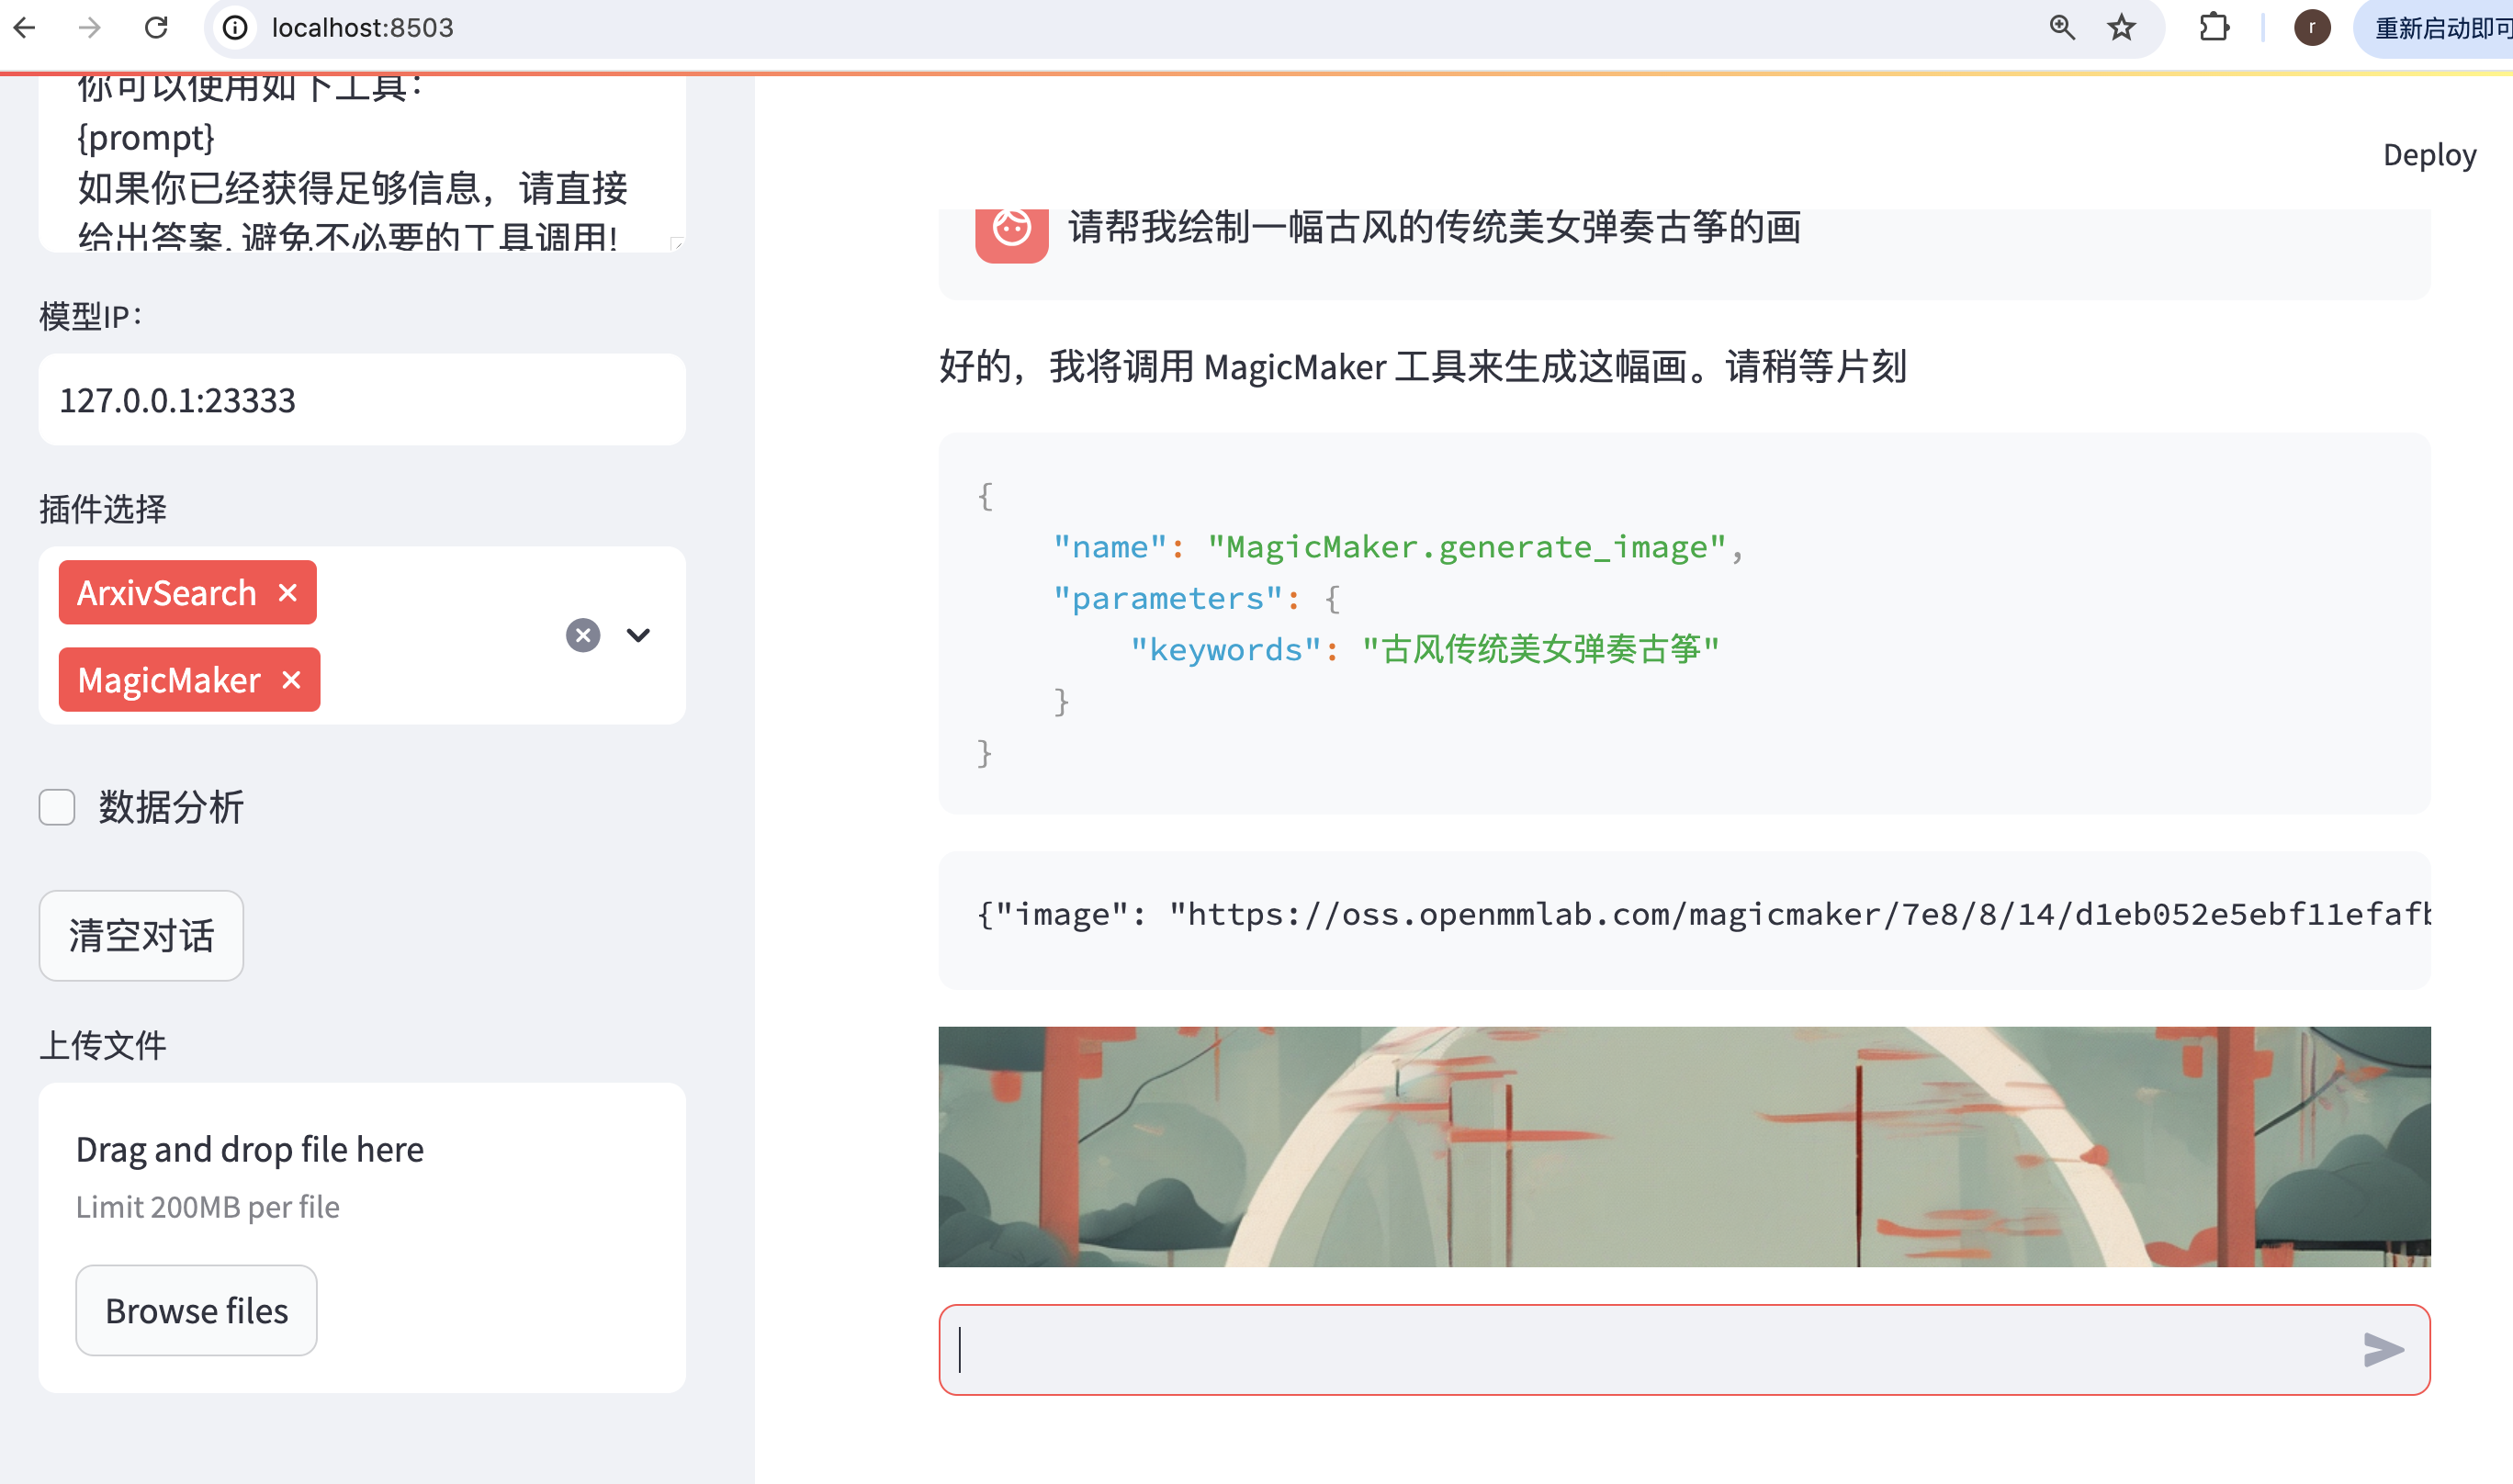 localhost:8503
r
重新启动即可
你可以使用如下工具：
{prompt}
如果你已经获得足够信息，请直接
给出答案. 避免不必要的工具调用!
模型IP：
127.0.0.1:23333
插件选择
ArxivSearch
MagicMaker
数据分析
清空对话
上传文件
Drag and drop file here
Limit 200MB per file
Browse files
Deploy
请帮我绘制一幅古风的传统美女弹奏古筝的画
好的，我将调用 MagicMaker 工具来生成这幅画。请稍等片刻
{
"name": "MagicMaker.generate_image",
"parameters": {
"keywords": "古风传统美女弹奏古筝"
}
}
{"image": "https://oss.openmmlab.com/magicmaker/7e8/8/14/d1eb052e5ebf11efafb